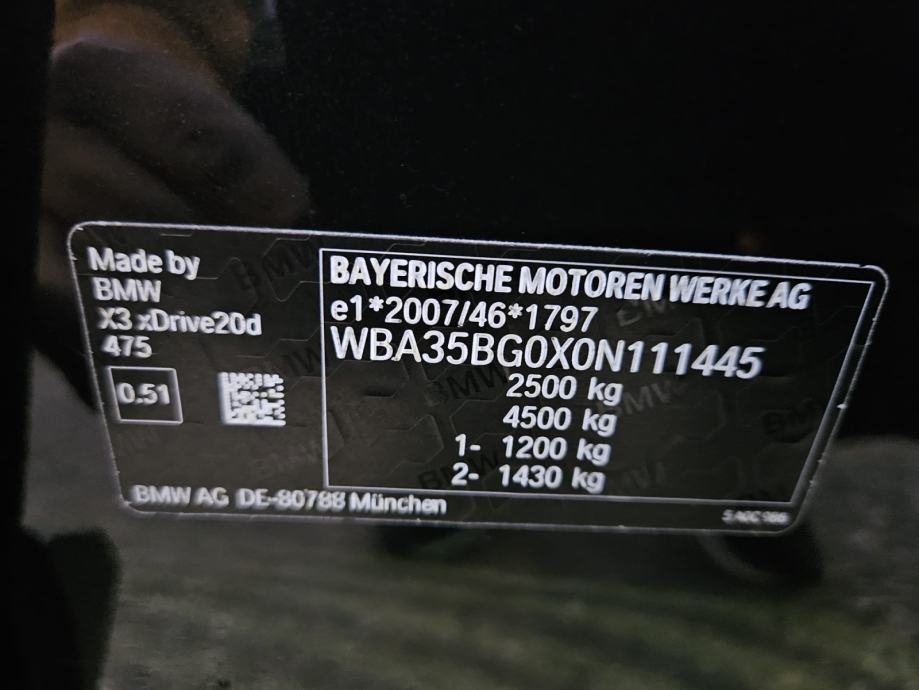 Made by
BMW
X3 xDrive20d
475
0.51
BMW AG DE-80788 München
BAYERISCHE MOTOREN WERKE AG
e1*2007/46*1797
WBA35BG0X0N111445
2500 kg
4500 kg
1- 1200 kg
2- 1430 kg